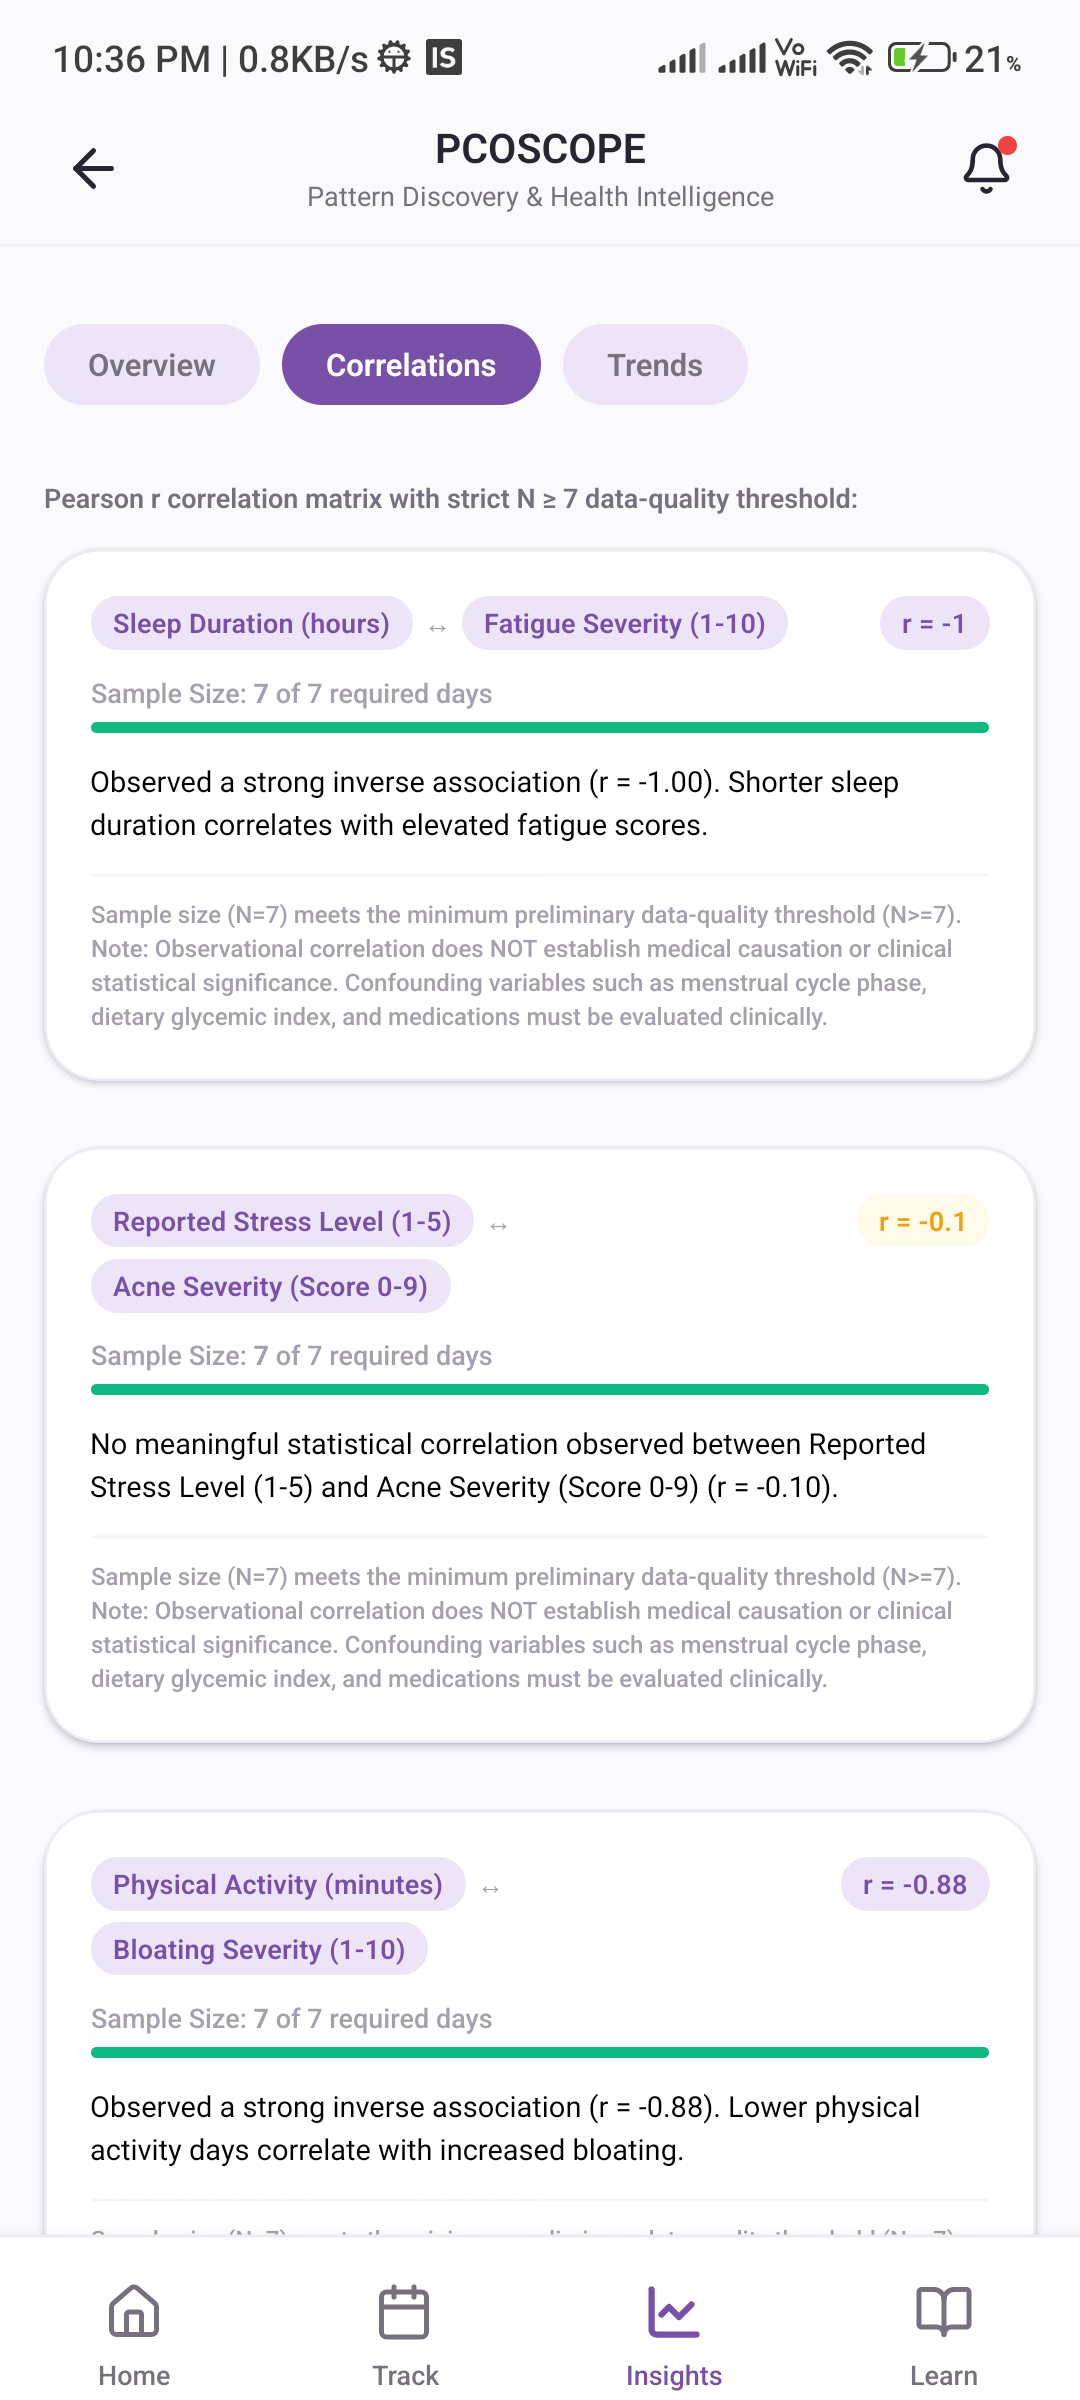 10:36 PM | 0.8KB/s IS Vo WiFi 21%
PCOSCOPE
Pattern Discovery & Health Intelligence
Overview Correlations Trends
Pearson r correlation matrix with strict N ≥ 7 data-quality threshold:
Sleep Duration (hours) ↔ Fatigue Severity (1-10) r = -1
Sample Size: 7 of 7 required days
Observed a strong inverse association (r = -1.00). Shorter sleep
duration correlates with elevated fatigue scores.
Sample size (N=7) meets the minimum preliminary data-quality threshold (N>=7).
Note: Observational correlation does NOT establish medical causation or clinical
statistical significance. Confounding variables such as menstrual cycle phase,
dietary glycemic index, and medications must be evaluated clinically.
Reported Stress Level (1-5) ↔ r = -0.1
Acne Severity (Score 0-9)
Sample Size: 7 of 7 required days
No meaningful statistical correlation observed between Reported
Stress Level (1-5) and Acne Severity (Score 0-9) (r = -0.10).
Sample size (N=7) meets the minimum preliminary data-quality threshold (N>=7).
Note: Observational correlation does NOT establish medical causation or clinical
statistical significance. Confounding variables such as menstrual cycle phase,
dietary glycemic index, and medications must be evaluated clinically.
Physical Activity (minutes) ↔ r = -0.88
Bloating Severity (1-10)
Sample Size: 7 of 7 required days
Observed a strong inverse association (r = -0.88). Lower physical
activity days correlate with increased bloating.
Home Track Insights Learn